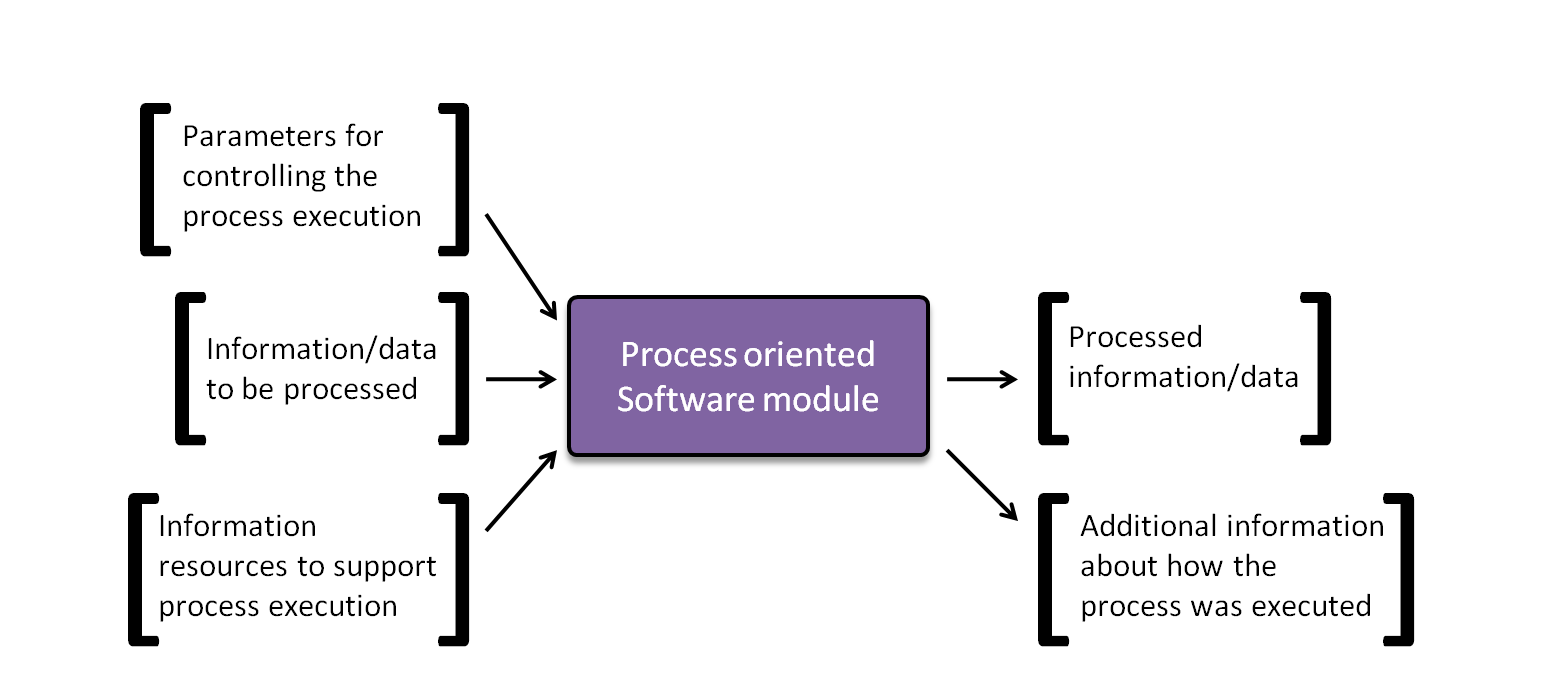 Parameters for
controlling the
process execution
Information/data
to be processed
Information
resources to support
process execution
Process oriented
Software module
Processed
information/data
Additional information
about how the
process was executed